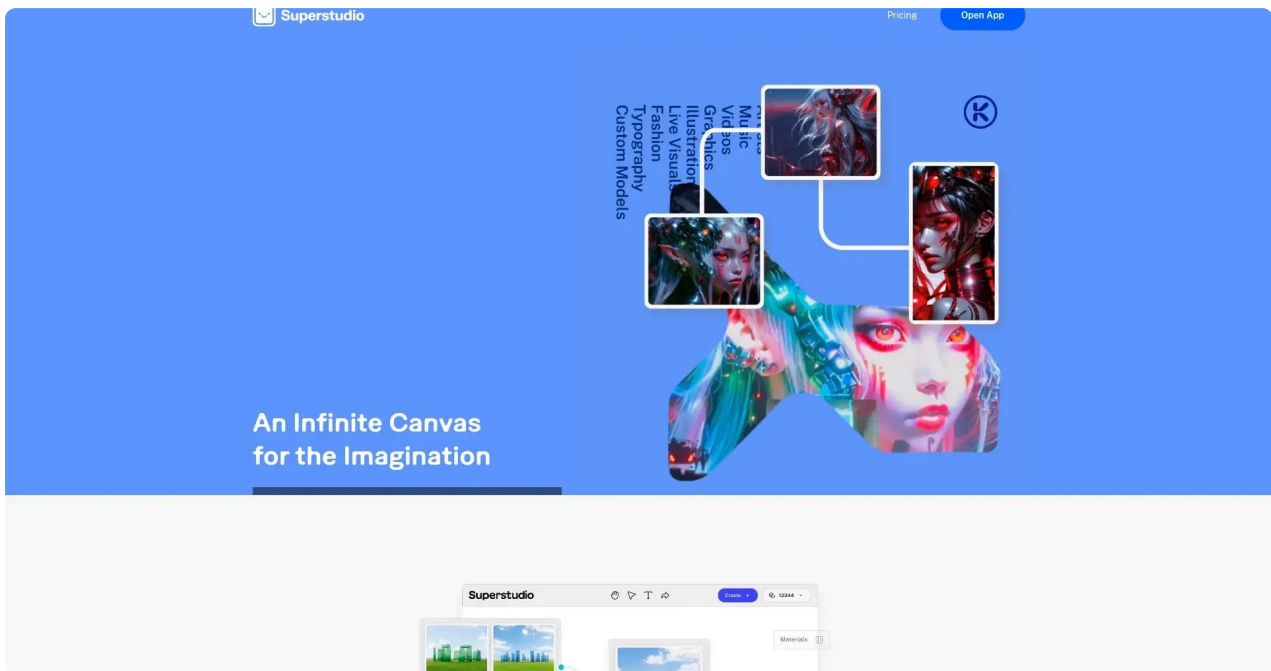 Superstudio
Pricing
Open App
Music
Videos
Graphics
Illustration
Live Visuals
Fashion
Typography
Custom Models
K
An Infinite Canvas
for the Imagination
Superstudio
T
Create +
12344
Materials